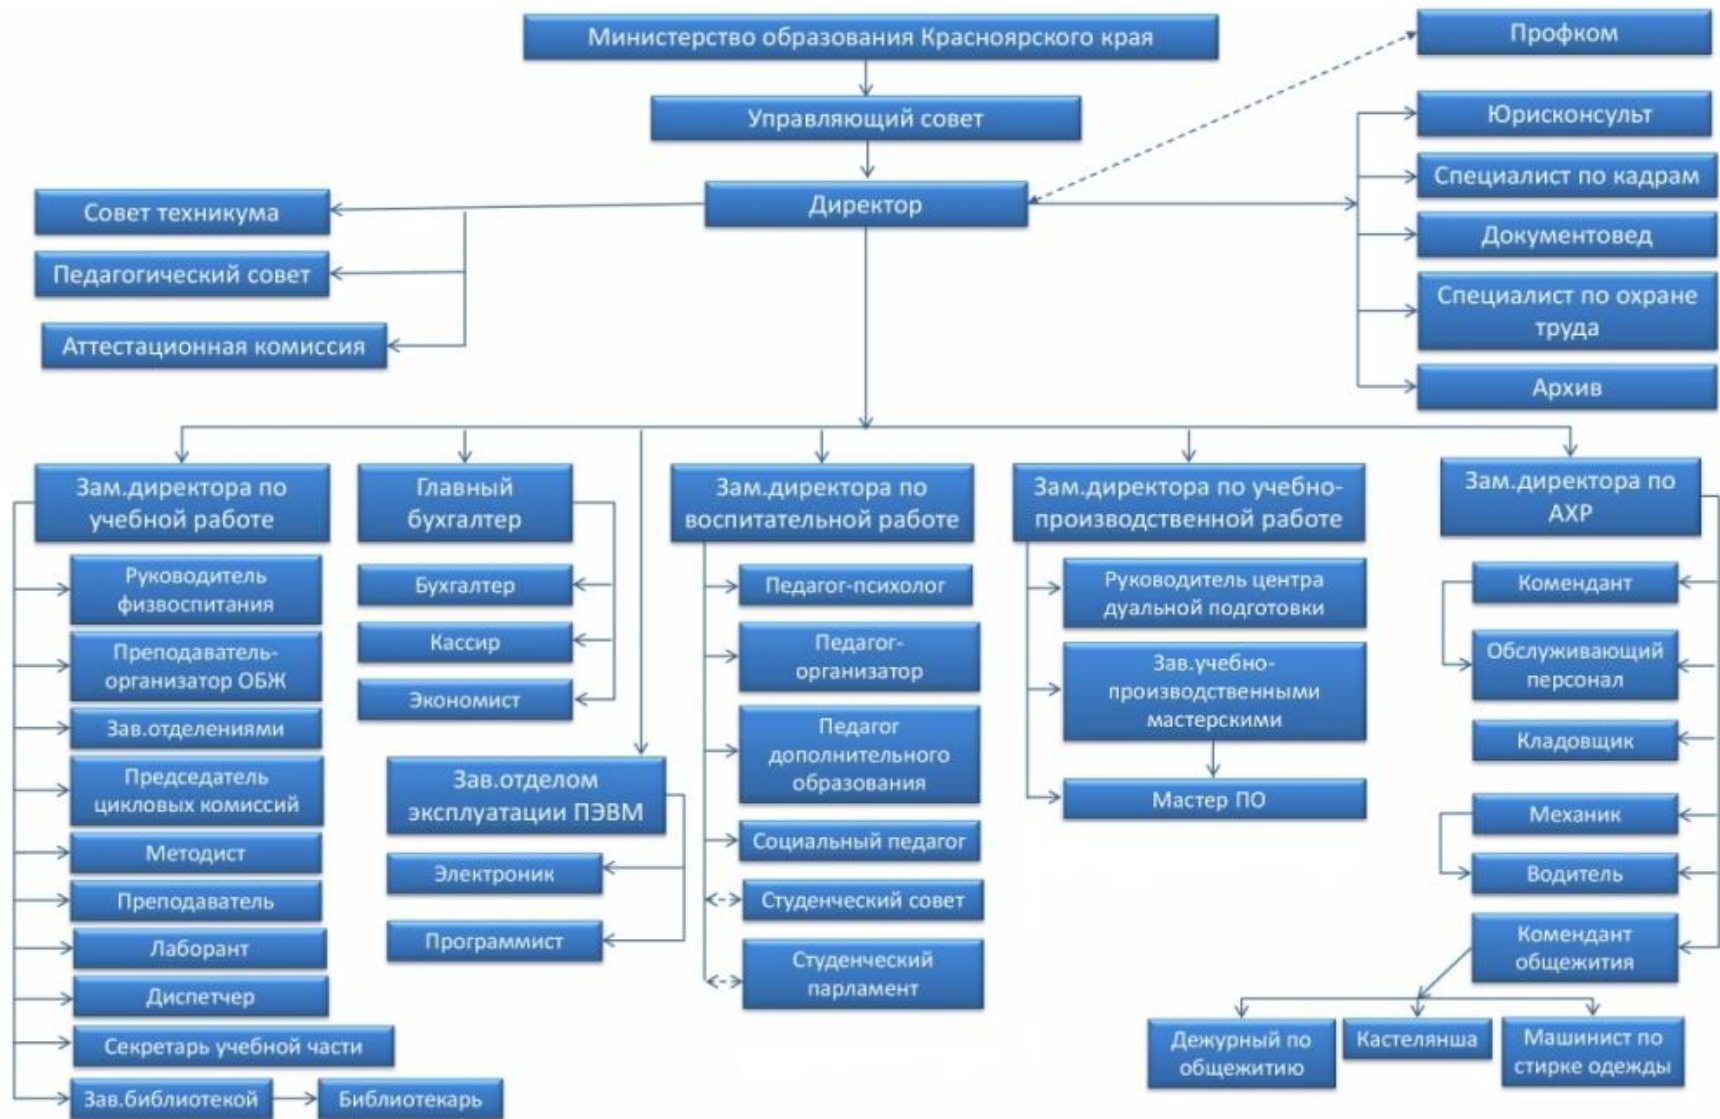 Министерство образования Красноярского края
Профком
Управляющий совет
Юрисконсульт
Специалист по кадрам
Директор
Совет техникума
Документовед
Педагогический совет
Специалист по охране
труда
Аттестационная комиссия
Архив
Зам.директора по
учебной работе
Руководитель
физвоспитания
Преподаватель-
организатор ОБЖ
Зав.отделениями
Председатель
цикловых комиссий
Методист
Преподаватель
Лаборант
Диспетчер
Секретарь учебной части
Зав.библиотекой
Библиотекарь
Главный
бухгалтер
Бухгалтер
Кассир
Экономист
Зав.отделом
эксплуатации ПЭВМ
Электроник
Программист
Зам.директора по
воспитательной работе
Педагог-психолог
Педагог-
организатор
Педагог
дополнительного
образования
Социальный педагог
Студенческий совет
Студенческий
парламент
Зам.директора по учебно-
производственной работе
Руководитель центра
дуальной подготовки
Зав.учебно-
производственными
мастерскими
Мастер ПО
Зам.директора по
АХР
Комендант
Обслуживающий
персонал
Кладовщик
Механик
Водитель
Комендант
общежития
Дежурный по
общежитию
Кастелянша
Машинист по
стирке одежды